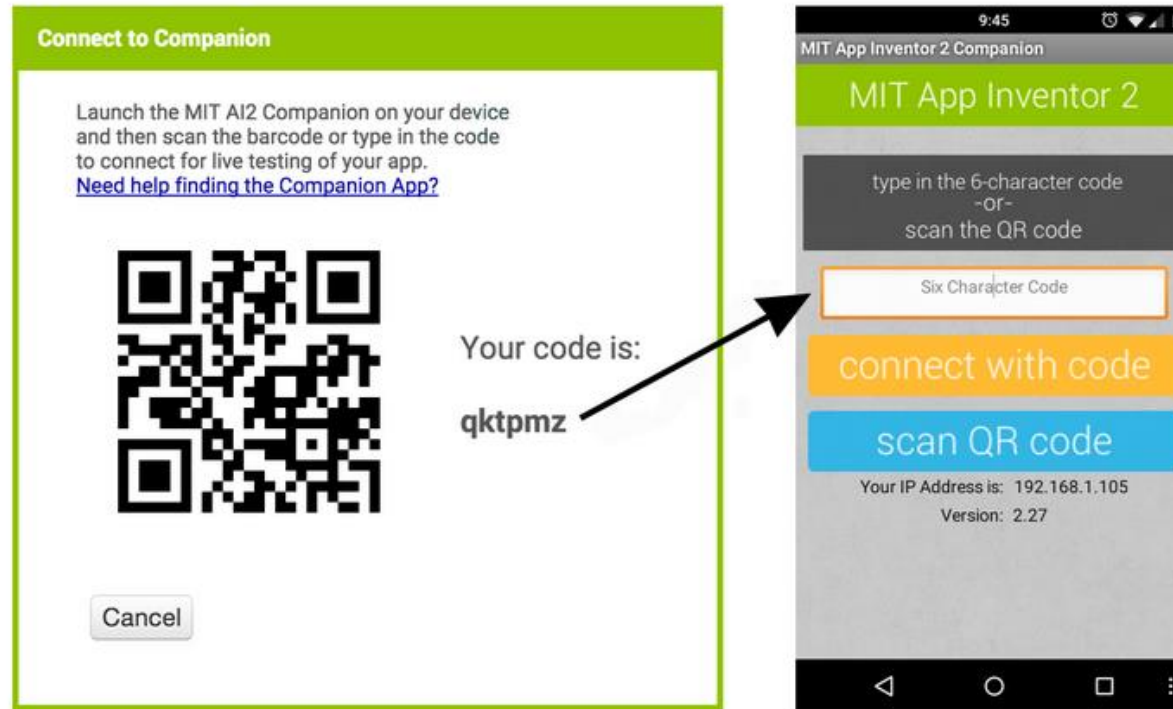 Connect to Companion
Launch the MIT AI2 Companion on your device
and then scan the barcode or type in the code
to connect for live testing of your app.
Need help finding the Companion App?
Your code is:
qktpmz
Cancel
9:45
MIT App Inventor 2 Companion
MIT App Inventor 2
type in the 6-character code
-or-
scan the QR code
Six Character Code
connect with code
scan QR code
Your IP Address is: 192.168.1.105
Version: 2.27